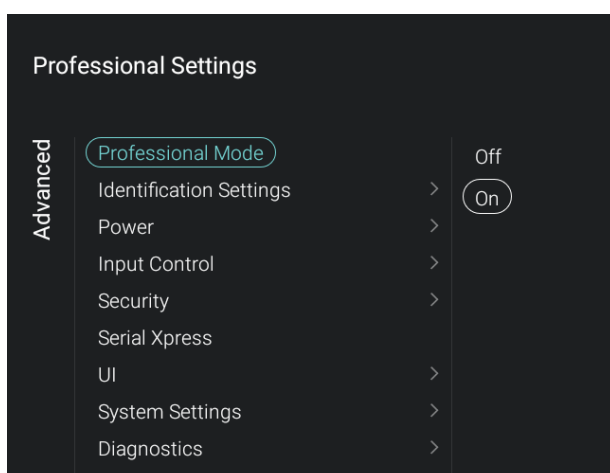 Professional Settings
Advanced
Professional Mode
Off
Identification Settings >
On
Power >
Input Control >
Security >
Serial Xpress
UI >
System Settings >
Diagnostics >